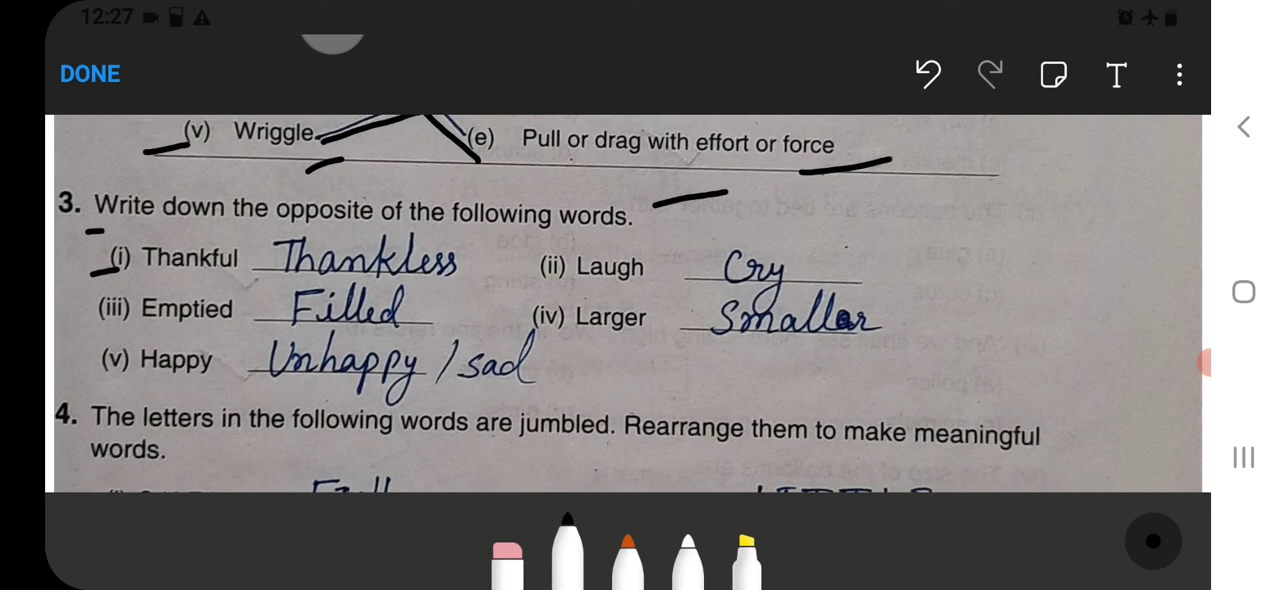 12:27
DONE
T
(v) Wriggle (e) Pull or drag with effort or force
3. Write down the opposite of the following words.
(i) Thankful Thankless (ii) Laugh Cry
(iii) Emptied Filled (iv) Larger Smaller
(v) Happy Unhappy / sad
4. The letters in the following words are jumbled. Rearrange them to make meaningful
words.